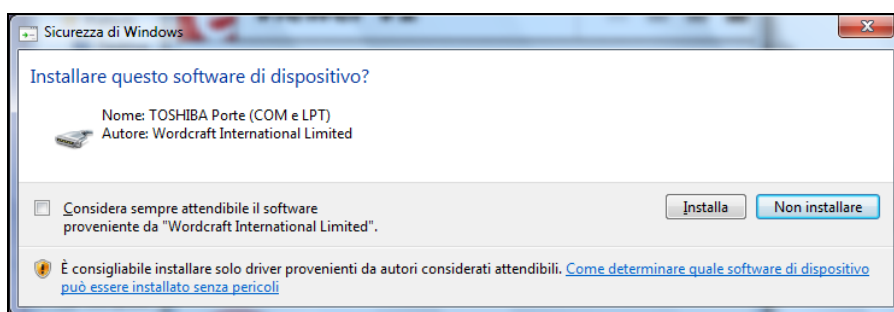 Sicurezza di Windows
Installare questo software di dispositivo?
Nome: TOSHIBA Porte (COM e LPT)
Autore: Wordcraft International Limited
Considera sempre attendibile il software
proveniente da "Wordcraft International Limited".
Installa
Non installare
È consigliabile installare solo driver provenienti da autori considerati attendibili. Come determinare quale software di dispositivo
può essere installato senza pericoli